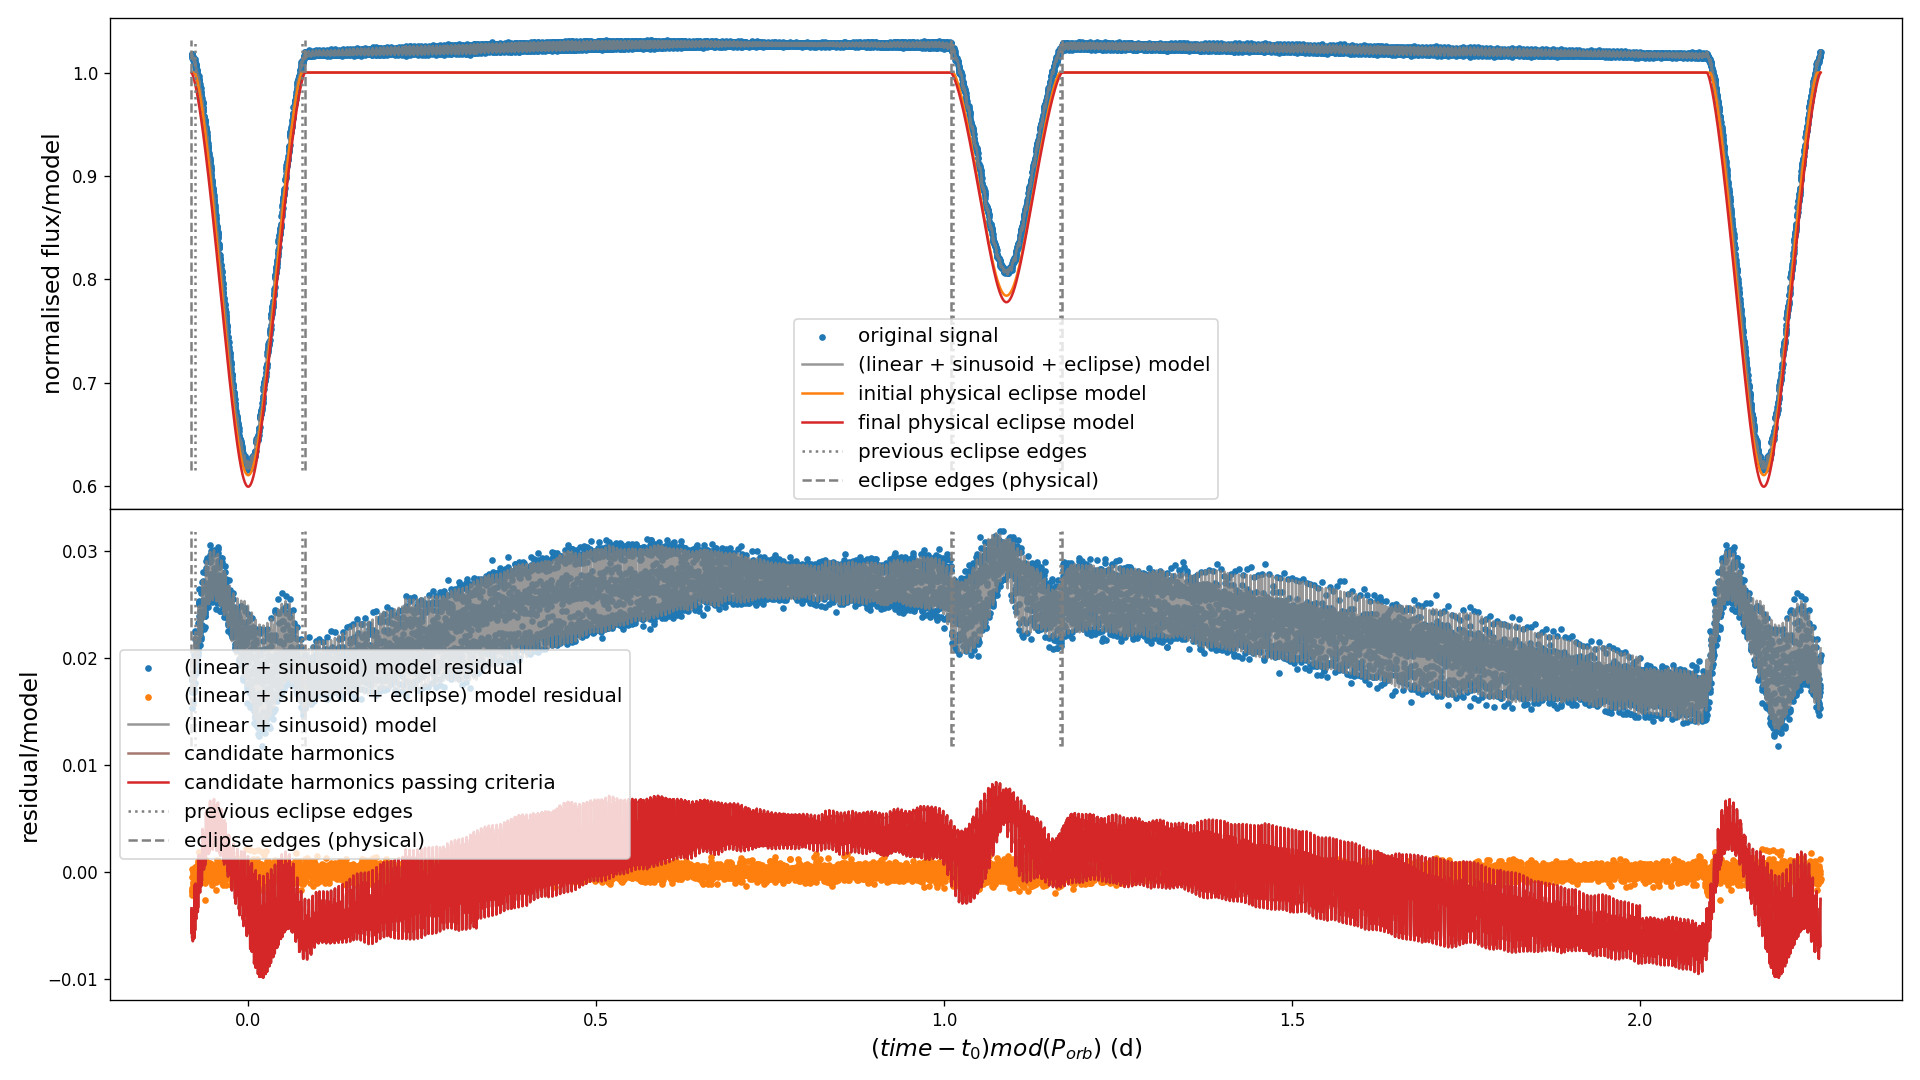 normalised flux/model
1.0
0.9
0.8
0.7
0.6
original signal
(linear + sinusoid + eclipse) model
initial physical eclipse model
final physical eclipse model
previous eclipse edges
eclipse edges (physical)
residual/model
0.03
0.02
0.01
0.00
−0.01
(linear + sinusoid) model residual
(linear + sinusoid + eclipse) model residual
(linear + sinusoid) model
candidate harmonics
candidate harmonics passing criteria
previous eclipse edges
eclipse edges (physical)
0.0 0.5 1.0 1.5 2.0
(time − t₀)mod(P_orb) (d)